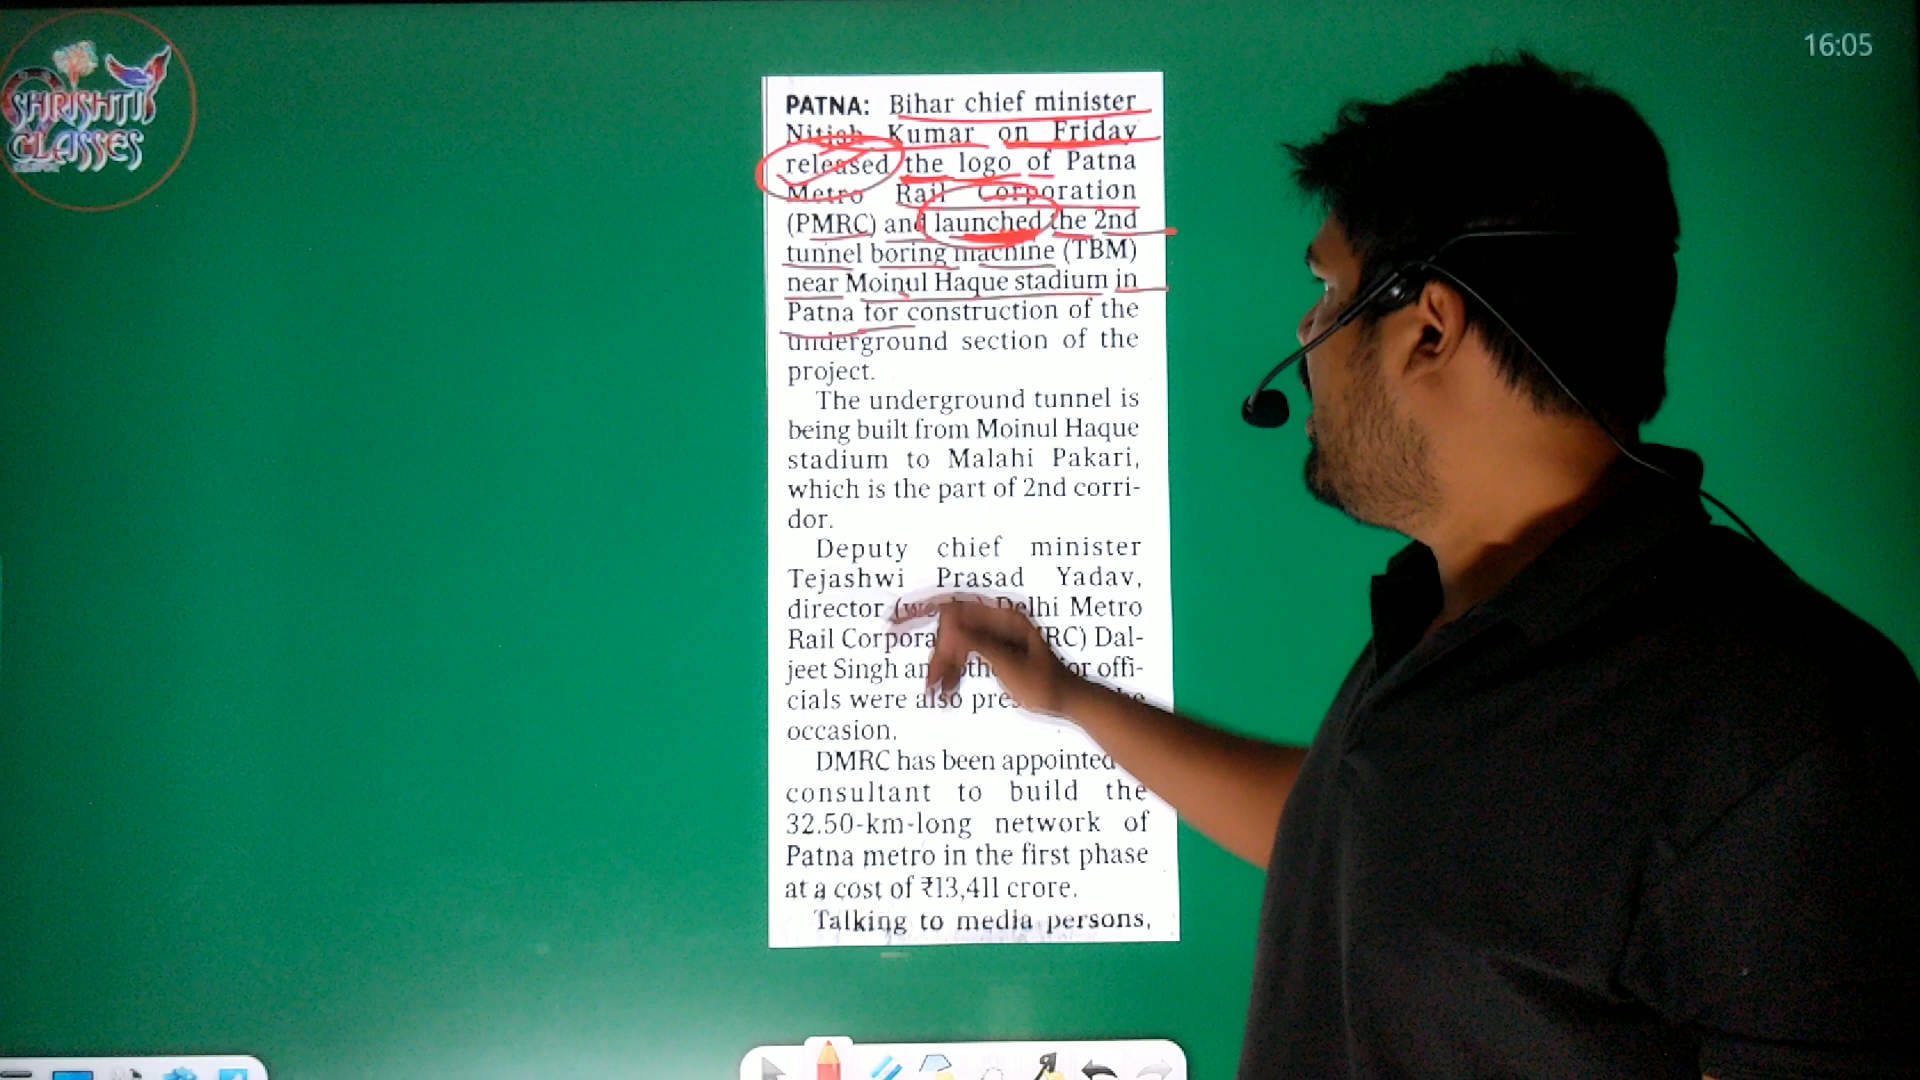 SHRISHTI
CLASSES
16:05
PATNA: Bihar chief minister
Nitish Kumar on Friday
released the logo of Patna
Metro Rail Corporation
(PMRC) and launched the 2nd
tunnel boring machine (TBM)
near Moinul Haque stadium in
Patna for construction of the
underground section of the
project.
The underground tunnel is
being built from Moinul Haque
stadium to Malahi Pakari,
which is the part of 2nd corri-
dor.
Deputy chief minister
Tejashwi Prasad Yadav,
director Delhi Metro
Rail Dal-
jeet Singh offi-
cials were also
occasion.
DMRC has been appointed
consultant to build the
32.50-km-long network of
Patna metro in the first phase
at a cost of ₹13,411 crore.
Talking to media persons,